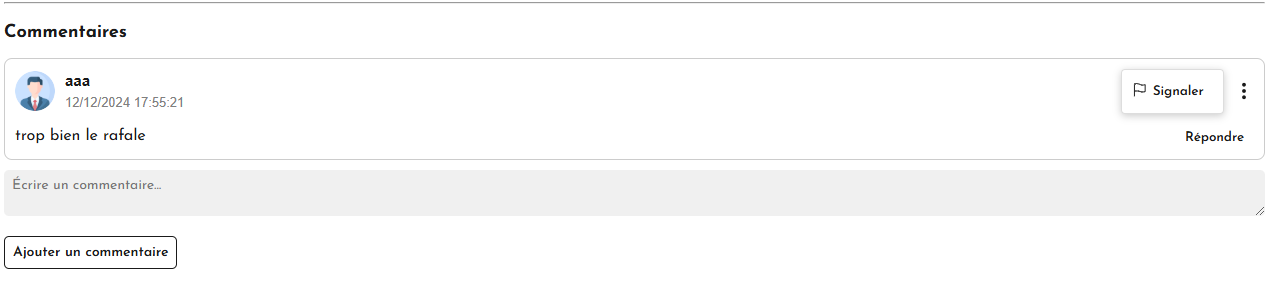 Commentaires
aaa
12/12/2024 17:55:21
Signaler
trop bien le rafale
Répondre
Écrire un commentaire...
Ajouter un commentaire